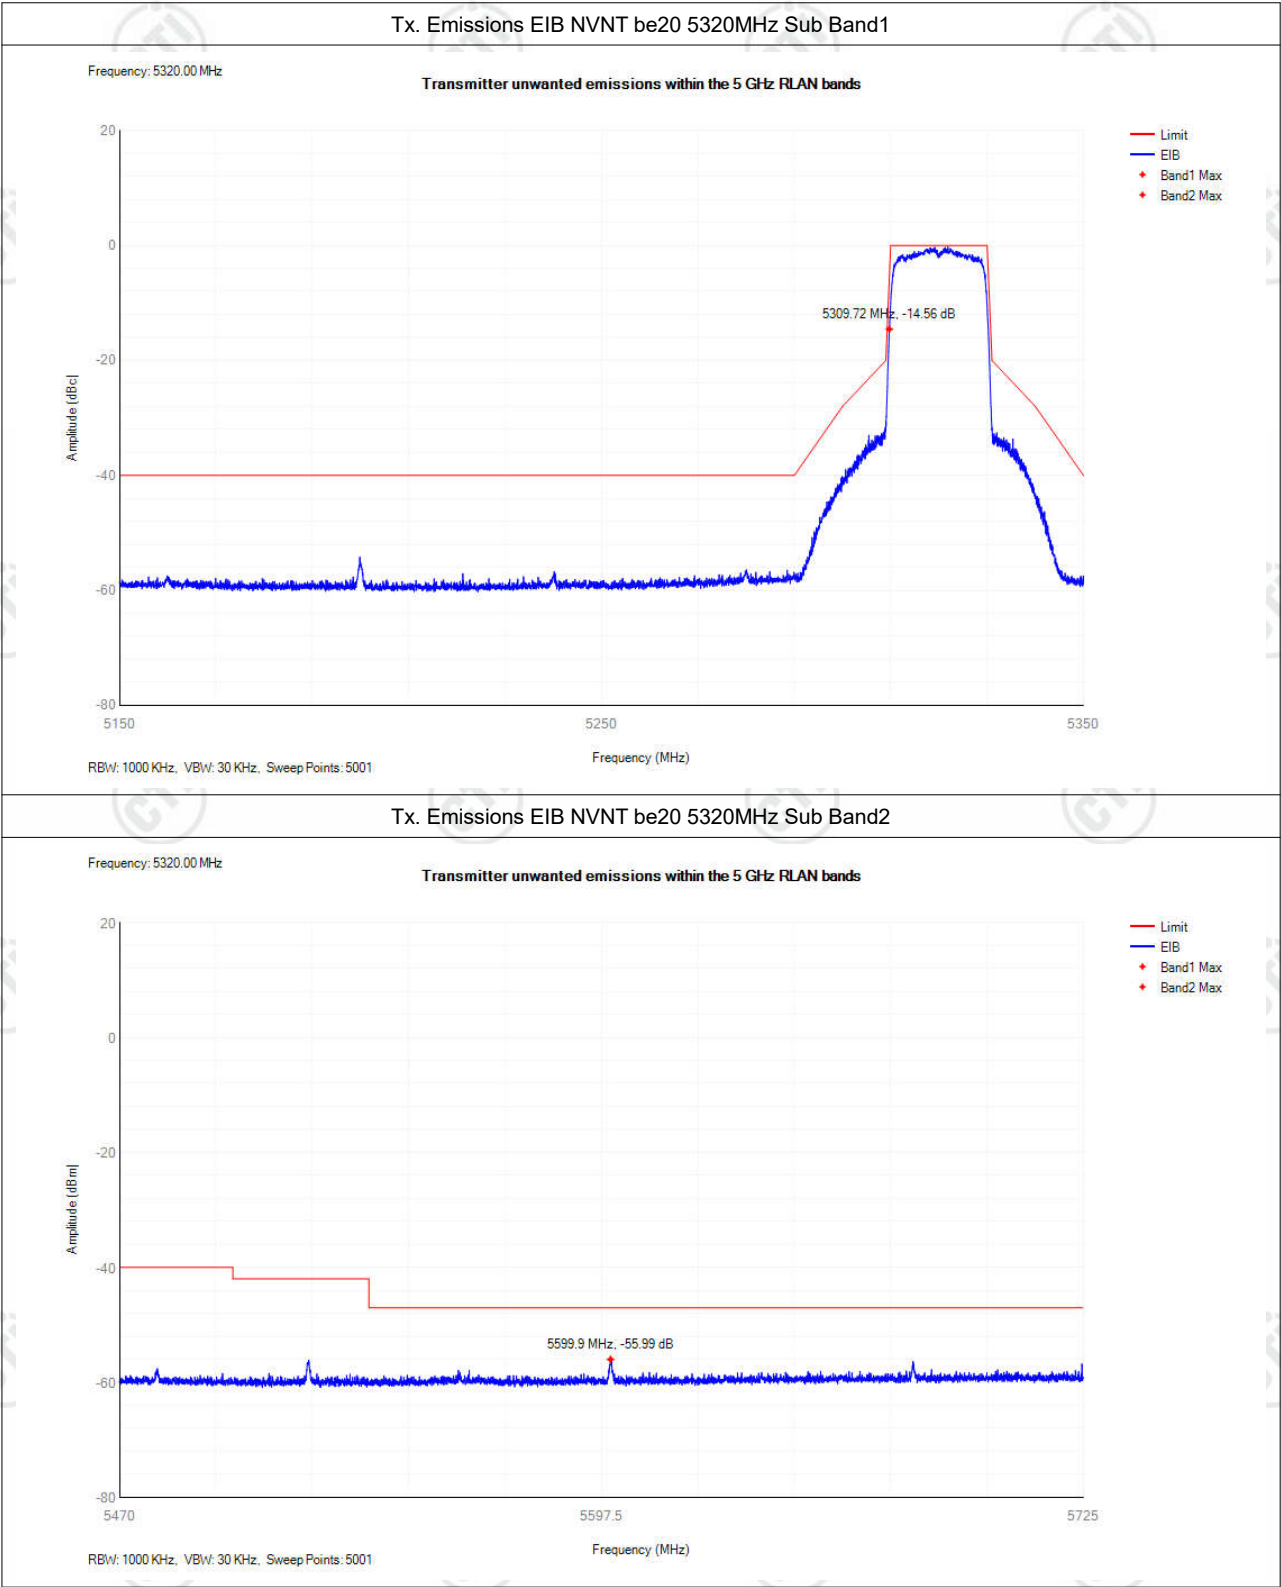 Tx. Emissions EIB NVNT be20 5320MHz Sub Band1
Frequency: 5320.00 MHz
Transmitter unwanted emissions within the 5 GHz RLAN bands
Limit
EIB
Band1 Max
Band2 Max
20
0
-20
-40
-60
-80
Amplitude [dBc]
5309.72 MHz, -14.56 dB
5150
5250
5350
Frequency (MHz)
RBW: 1000 KHz, VBW: 30 KHz, Sweep Points: 5001
Tx. Emissions EIB NVNT be20 5320MHz Sub Band2
Frequency: 5320.00 MHz
Transmitter unwanted emissions within the 5 GHz RLAN bands
Limit
EIB
Band1 Max
Band2 Max
20
0
-20
-40
-60
-80
Amplitude [dBm]
5599.9 MHz, -55.99 dB
5470
5597.5
5725
Frequency (MHz)
RBW: 1000 KHz, VBW: 30 KHz, Sweep Points: 5001